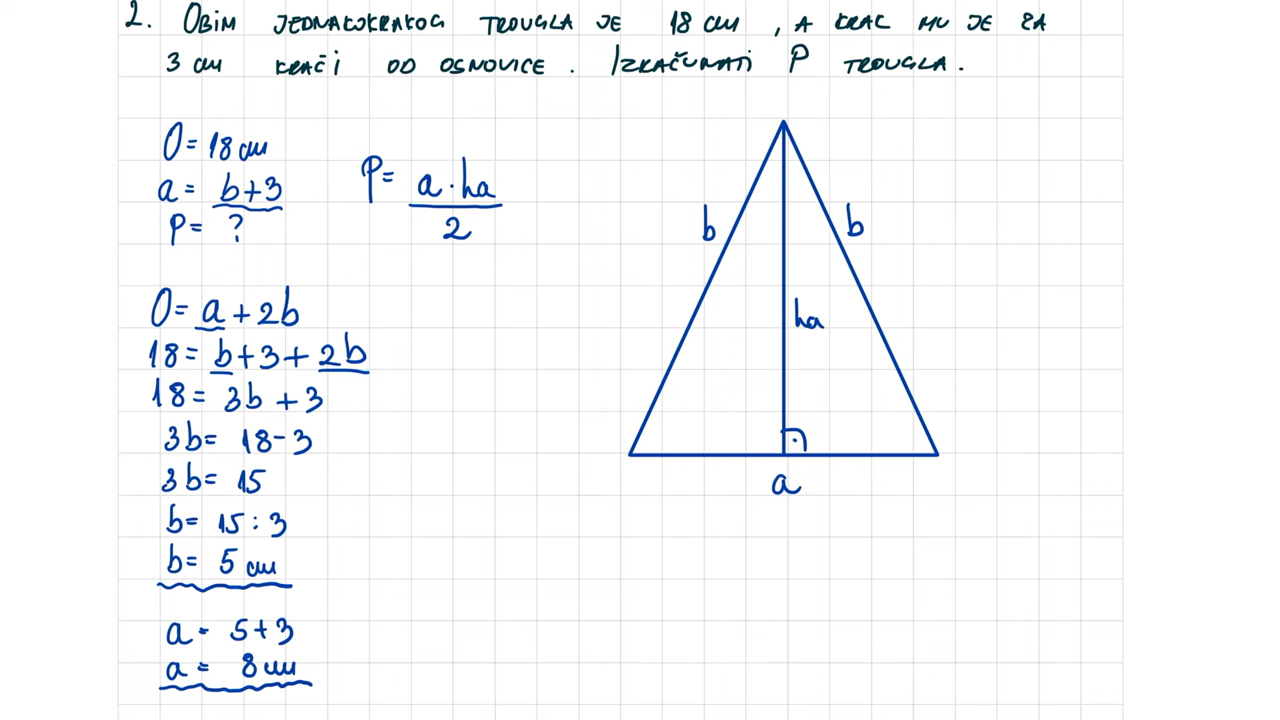 2. OBIM JEDNAKOKRAKOG TROUGLA JE 18 cm, A KRAK MU JE ZA
3 cm KRAĆI OD OSNOVICE. IZRAČUNATI P TROUGLA.
O = 18 cm
a = b+3
P = ?
P = a · ha / 2
O = a + 2b
18 = b+3+2b
18 = 3b+3
3b = 18-3
3b = 15
b = 15 : 3
b = 5 cm
a = 5+3
a = 8 cm
b
b
ha
a